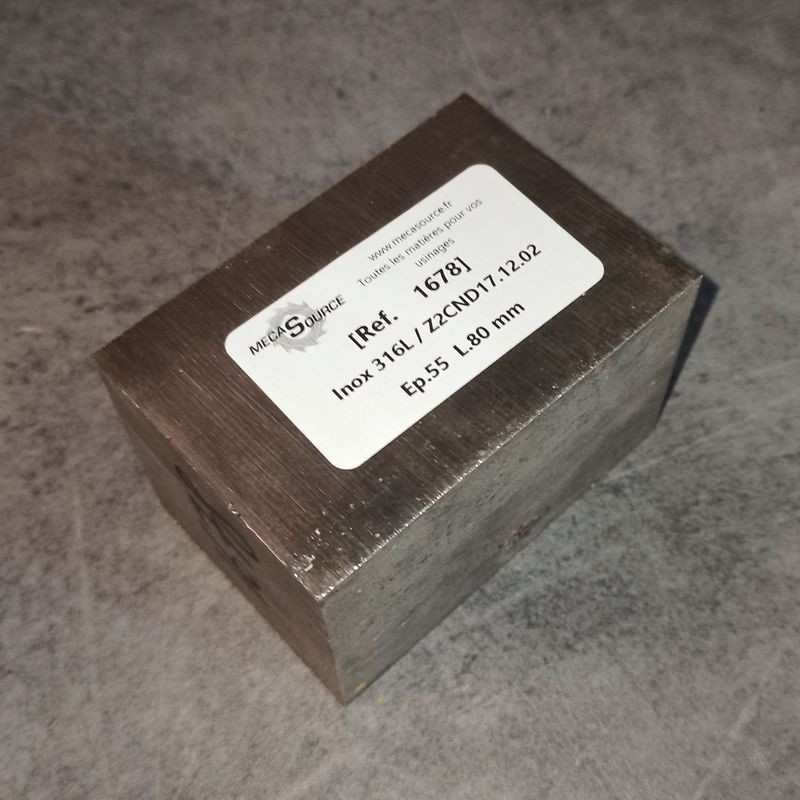 www.mecasource.fr
Toutes les matières pour vos
usinages
MECASOURCE
[Ref. 1678]
Inox 316L / Z2CND17.12.02
Ep.55 L.80 mm